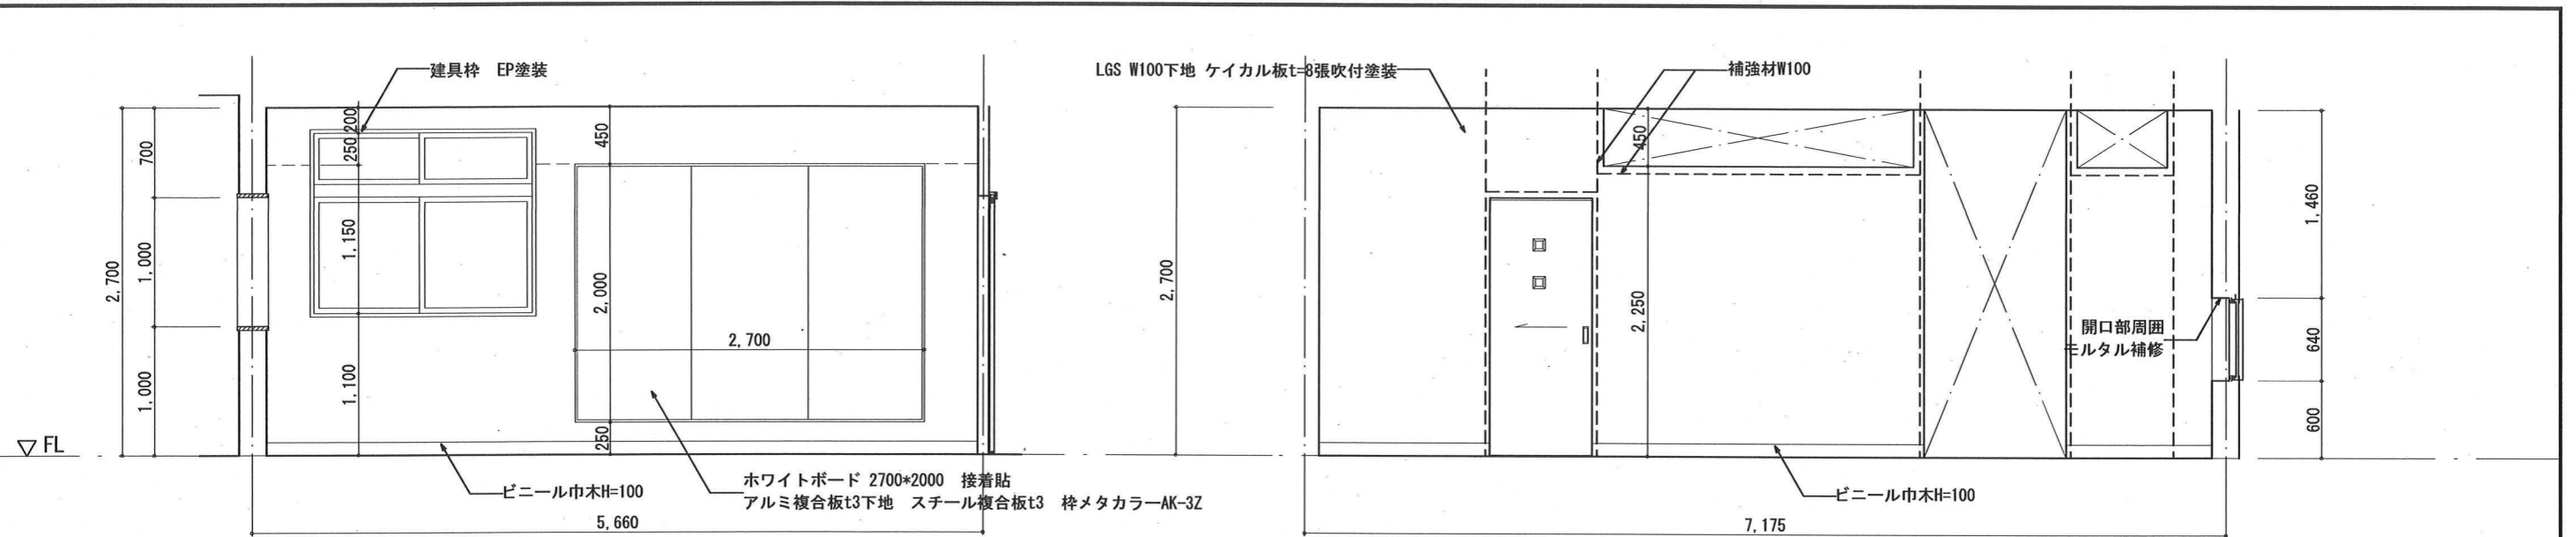 建具枠 EP塗装
2,700
700
1,000
1,000
200
250
1,150
1,100
450
2,000
250
2,700
▽ FL
ビニール巾木H=100
ホワイトボード 2700*2000 接着貼
アルミ複合板t3下地 スチール複合板t3 枠メタカラーAK-3Z
5,660
LGS W100下地 ケイカル板t=8張吹付塗装
補強材W100
2,700
450
2,250
開口部周囲
モルタル補修
1,460
640
600
ビニール巾木H=100
7,175